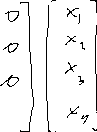 0 ] [ x₁ ]
0 ] [ x₂ ]
0 ] [ x₃ ]
] [ x₄ ]